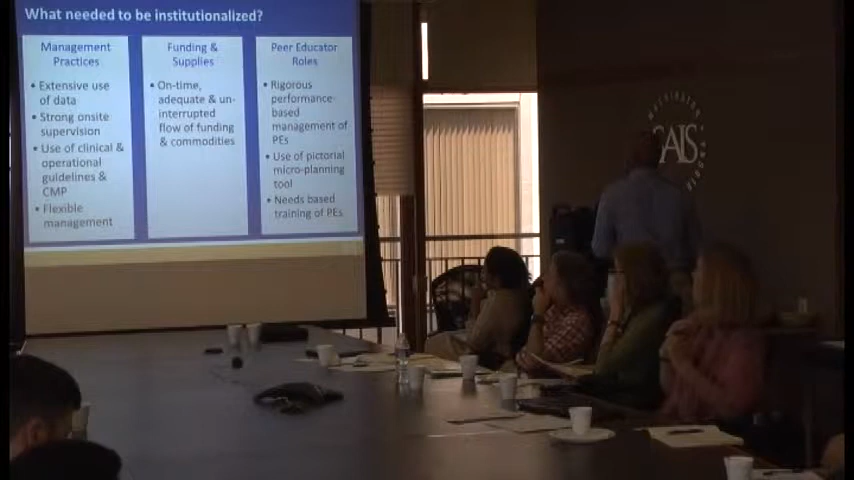 What needed to be institutionalized?
Management
Practices
• Extensive use
of data
• Strong onsite
supervision
• Use of clinical &
operational
guidelines &
CMP
• Flexible
management
Funding &
Supplies
• On-time,
adequate & un-
interrupted
flow of funding
& commodities
Peer Educator
Roles
• Rigorous
performance-
based
management of
PEs
• Use of pictorial
micro-planning
tool
• Needs based
training of PEs
WASHINGTON
SAIS